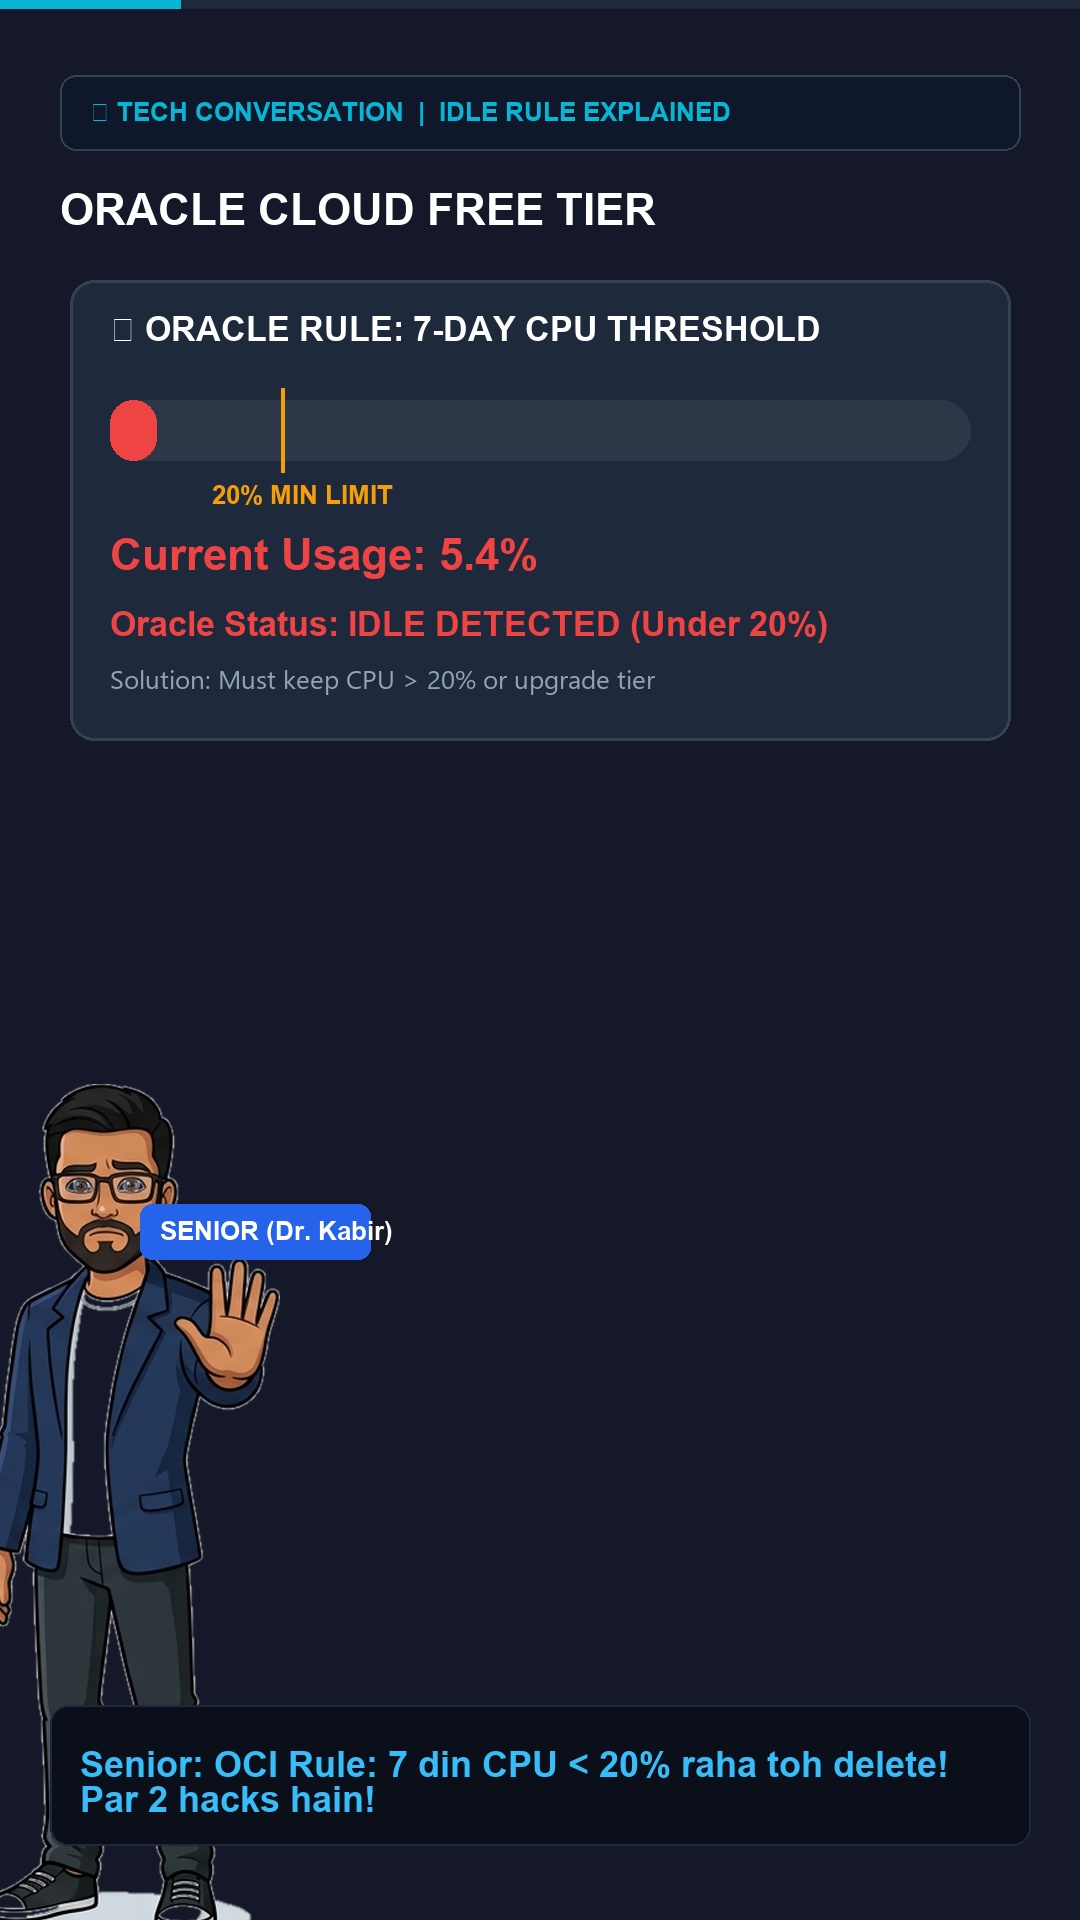 TECH CONVERSATION | IDLE RULE EXPLAINED
ORACLE CLOUD FREE TIER
ORACLE RULE: 7-DAY CPU THRESHOLD
20% MIN LIMIT
Current Usage: 5.4%
Oracle Status: IDLE DETECTED (Under 20%)
Solution: Must keep CPU > 20% or upgrade tier
SENIOR (Dr. Kabir)
Senior: OCI Rule: 7 din CPU < 20% raha toh delete!
Par 2 hacks hain!